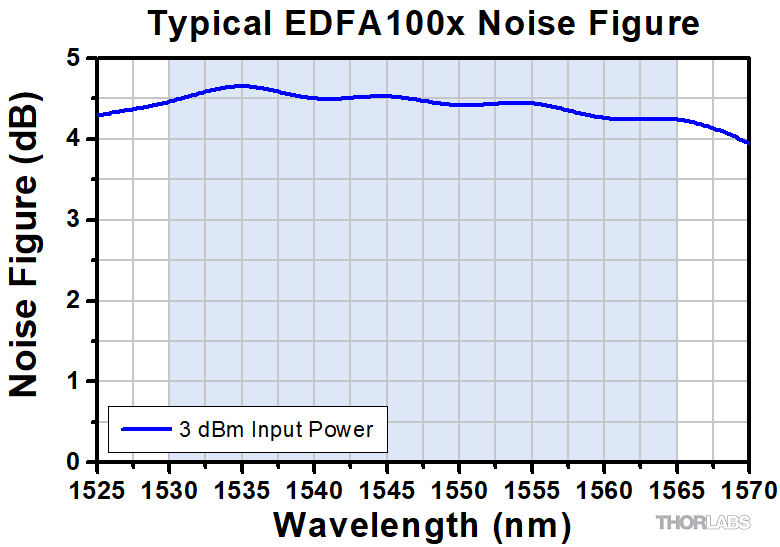 Typical EDFA100x Noise Figure
Noise Figure (dB)
5
4
3
2
1
0
3 dBm Input Power
1525 1530 1535 1540 1545 1550 1555 1560 1565 1570
Wavelength (nm)
THORLABS